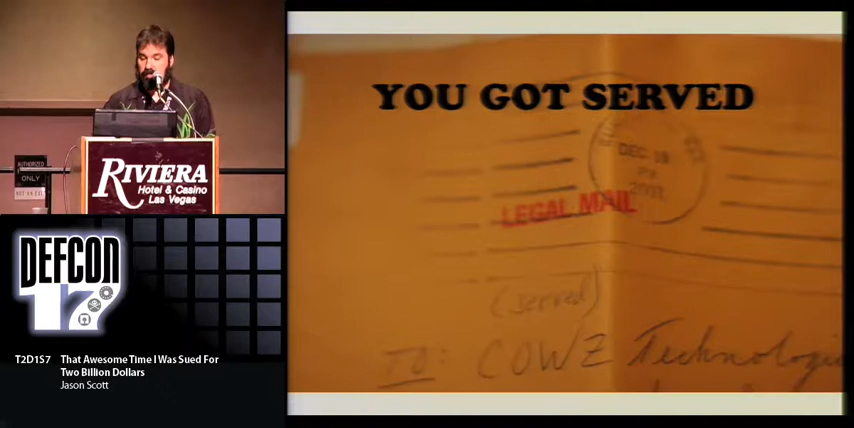 RIVIERA
Hotel & Casino
Las Vegas
AUTHORIZED
ONLY
DEFCON
17
T2D1S7 That Awesome Time I Was Sued For
Two Billion Dollars
Jason Scott
YOU GOT SERVED
DEC 18
LEGAL MAIL
(served)
TO: COWZ Technologie